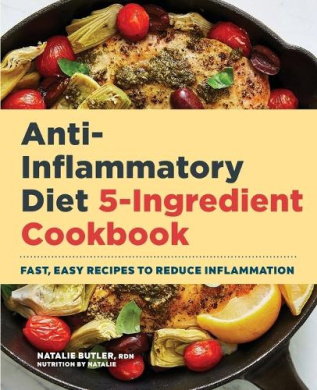 Anti-
Inflammatory
Diet 5-Ingredient
Cookbook
FAST, EASY RECIPES TO REDUCE INFLAMMATION
NATALIE BUTLER, RDN
NUTRITION BY NATALIE